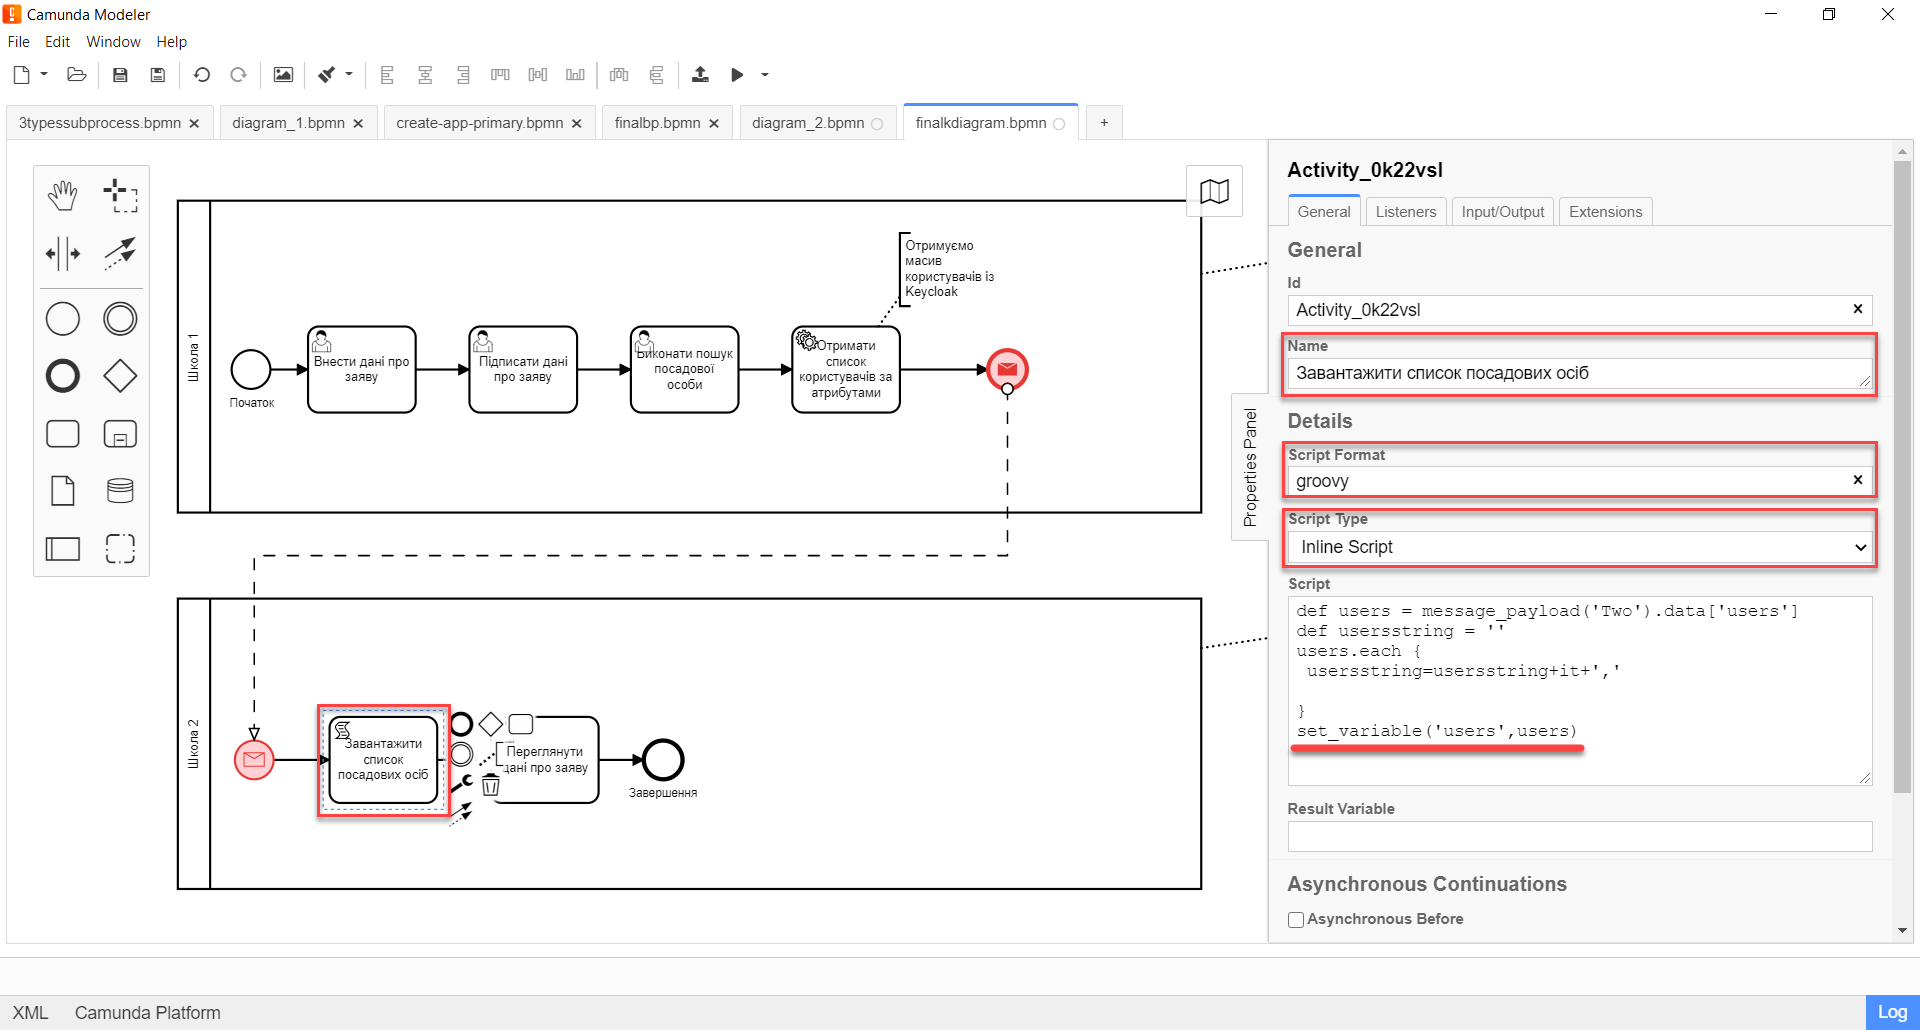 Camunda Modeler
File Edit Window Help
3typessubprocess.bpmn
diagram_1.bpmn
create-app-primary.bpmn
finalbp.bpmn
diagram_2.bpmn
finalkdiagram.bpmn
+
Школа 1
Початок
Внести дані про
заяву
Підписати дані
про заяву
Виконати пошук
посадової
особи
Отримати
список
користувачів за
атрибутами
Отримуємо
масив
користувачів із
Keycloak
Школа 2
Завантажити
список
посадових осіб
Переглянути
дані про заяву
Завершення
Properties Panel
Activity_0k22vsl
General
Listeners
Input/Output
Extensions
General
Id
Activity_0k22vsl
Name
Завантажити список посадових осіб
Details
Script Format
groovy
Script Type
Inline Script
Script
def users = message_payload('Two').data['users']
def usersstring = ''
users.each {
usersstring=usersstring+it+','
}
set_variable('users',users)
Result Variable
Asynchronous Continuations
Asynchronous Before
XML
Camunda Platform
Log